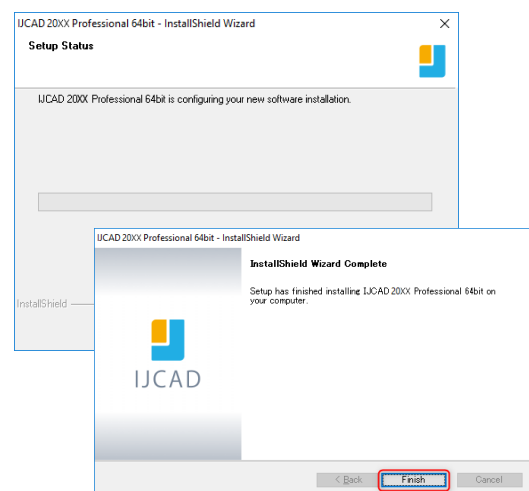 IJCAD 20XX Professional 64bit - InstallShield Wizard
Setup Status
IJCAD 20XX Professional 64bit is configuring your new software installation.
InstallShield
IJCAD 20XX Professional 64bit - InstallShield Wizard
InstallShield Wizard Complete
Setup has finished installing IJCAD 20XX Professional 64bit on
your computer.
IJCAD
< Back
Finish
Cancel